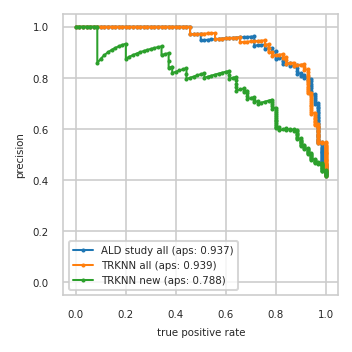 1.0
0.8
0.6
0.4
0.2
0.0
precision
ALD study all (aps: 0.937)
TRKNN all (aps: 0.939)
TRKNN new (aps: 0.788)
0.0 0.2 0.4 0.6 0.8 1.0
true positive rate